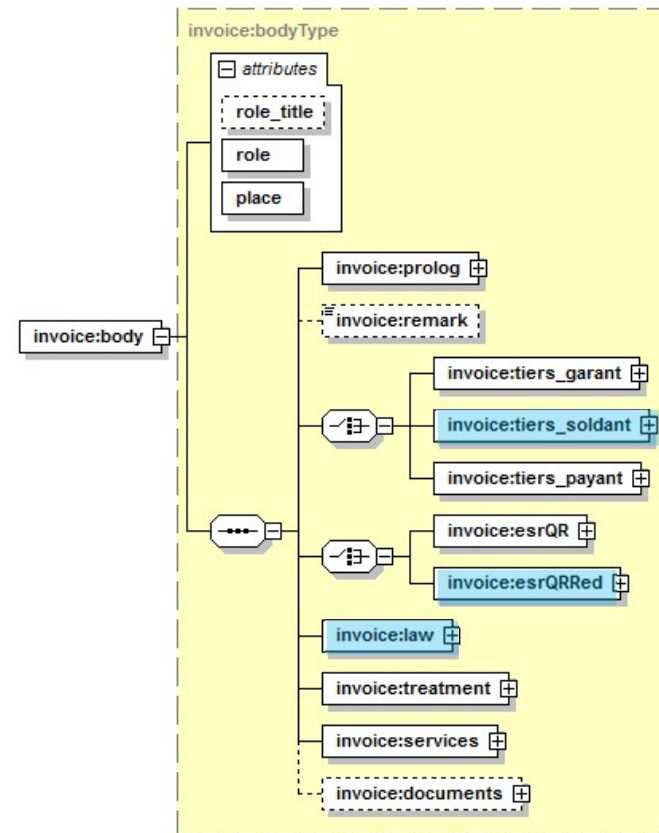 invoice:bodyType
attributes
role_title
role
place
invoice:prolog
invoice:remark
invoice:body
invoice:tiers_garant
invoice:tiers_soldant
invoice:tiers_payant
invoice:esrQR
invoice:esrQRRed
invoice:law
invoice:treatment
invoice:services
invoice:documents